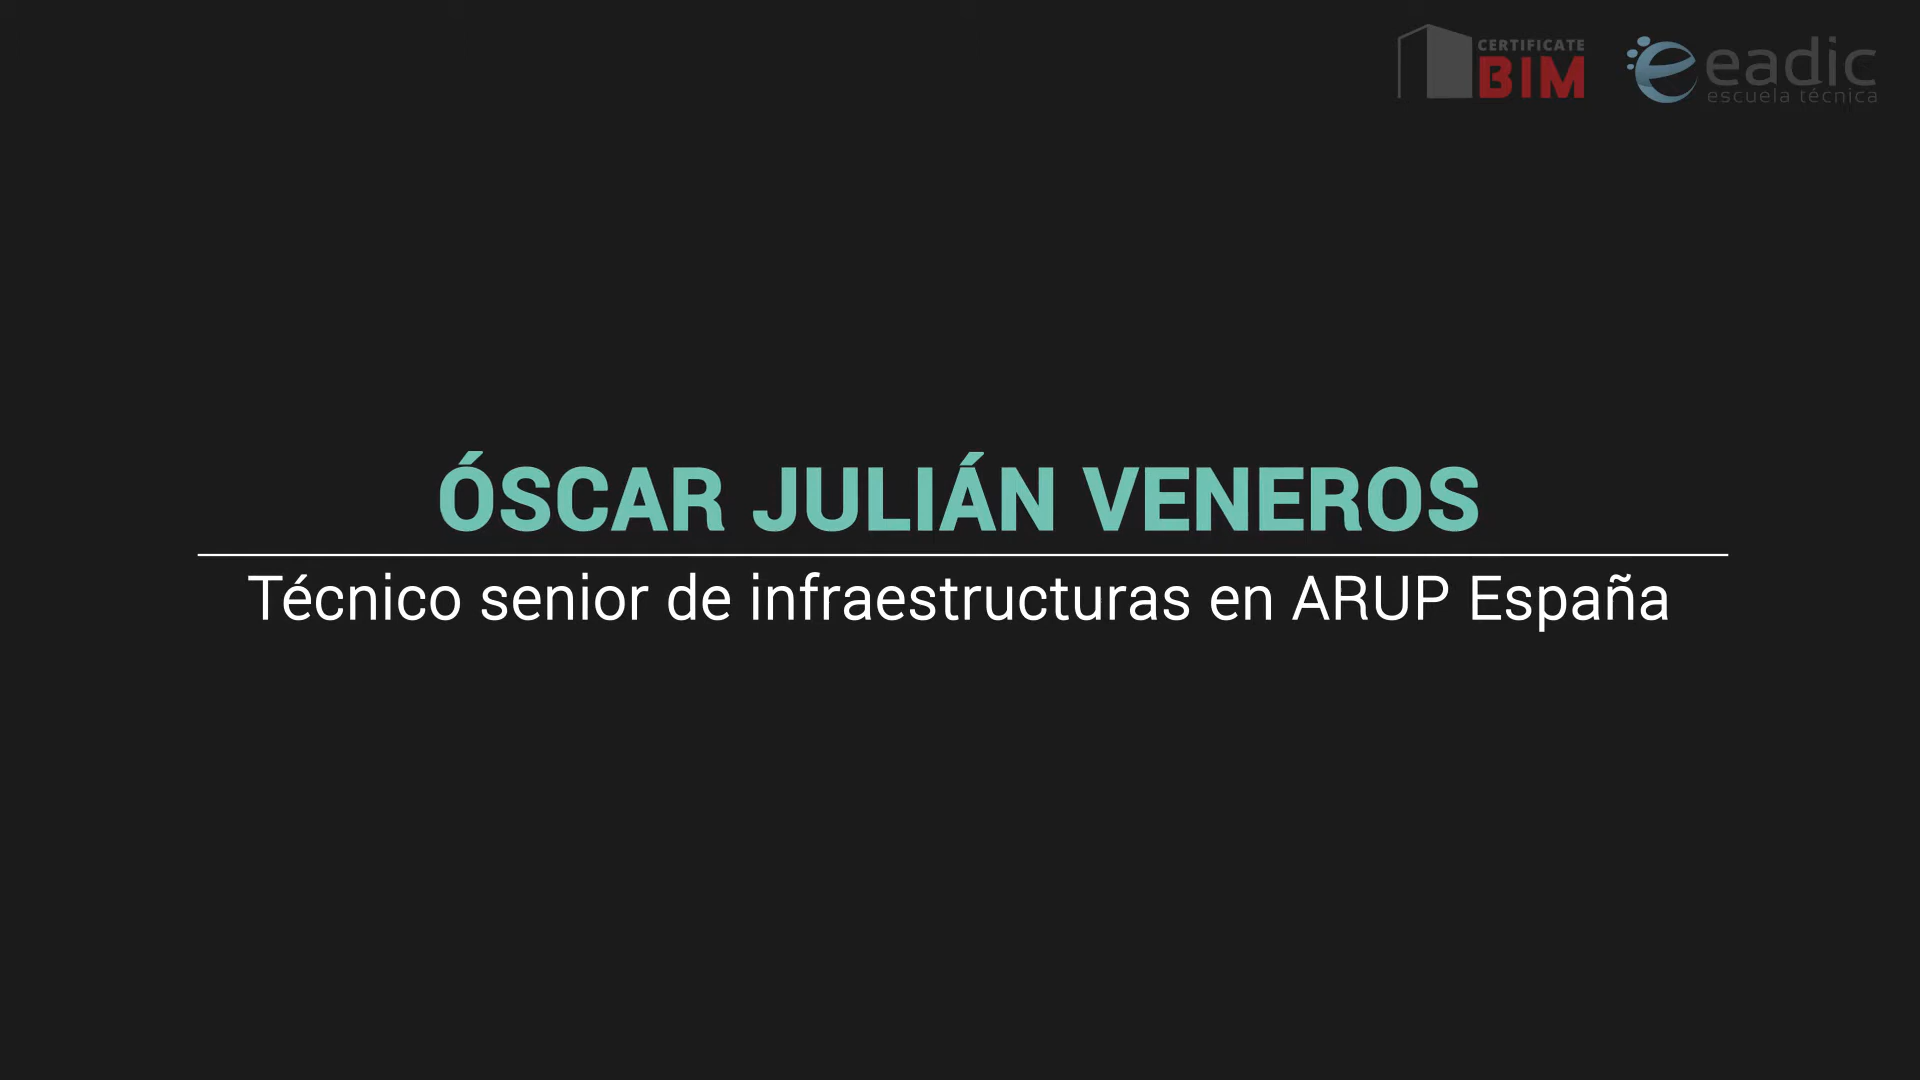 CERTIFICATE
BIM
eadic
escuela técnica
ÓSCAR JULIÁN VENEROS
Técnico senior de infraestructuras en ARUP España